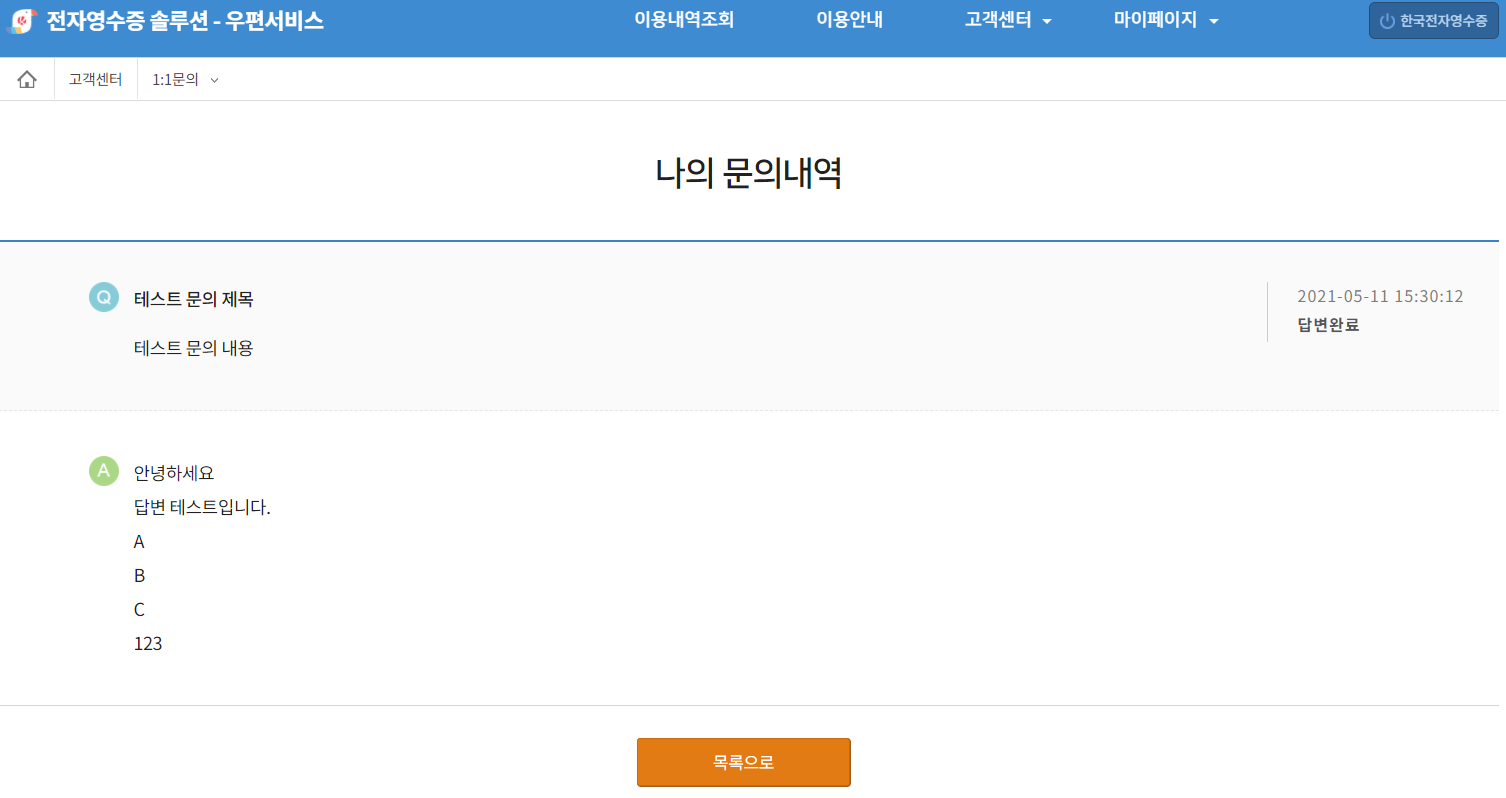 전자영수증 솔루션 - 우편서비스
이용내역조회
이용안내
고객센터
마이페이지
한국전자영수증
고객센터
1:1문의
나의 문의내역
Q 테스트 문의 제목
2021-05-11 15:30:12
답변완료
테스트 문의 내용
A 안녕하세요
답변 테스트입니다.
A
B
C
123
목록으로